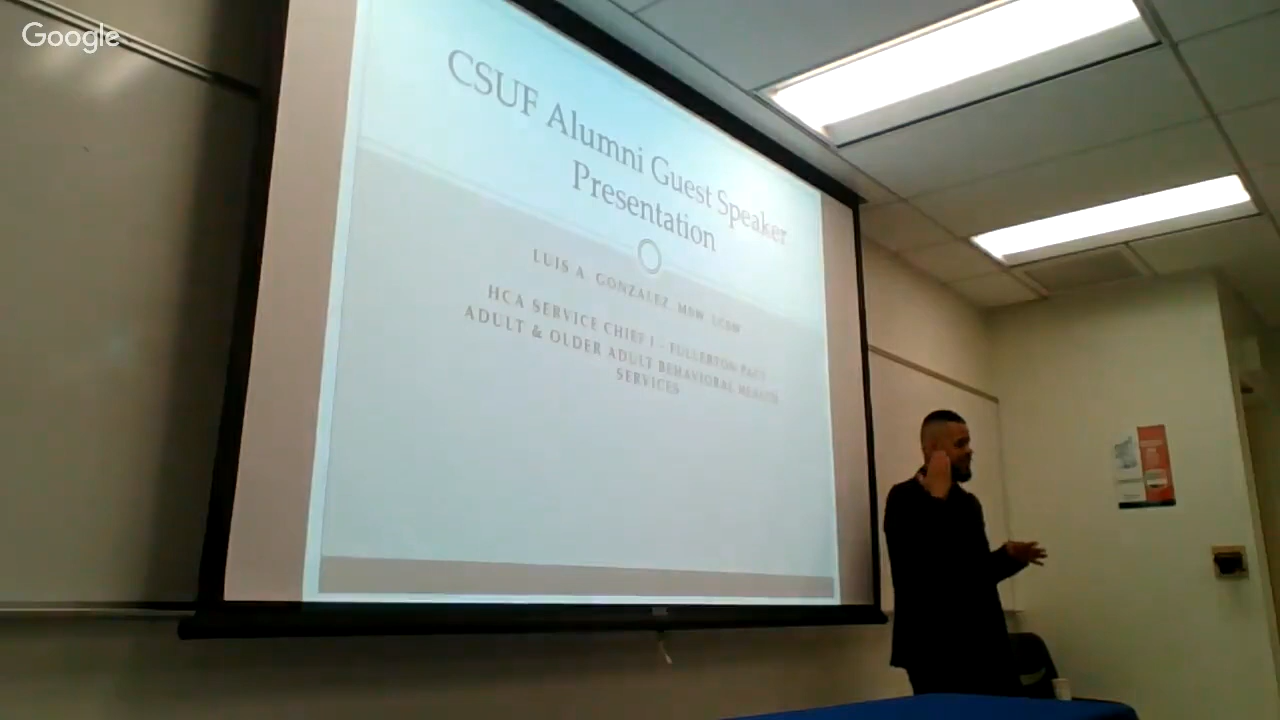 Google
CSUF Alumni Guest Speaker
Presentation
LUIS A GONZALEZ MSW LCSW
HCA SERVICE CHIEF I - FULLERTON PACT
ADULT & OLDER ADULT BEHAVIORAL HEALTH
SERVICES